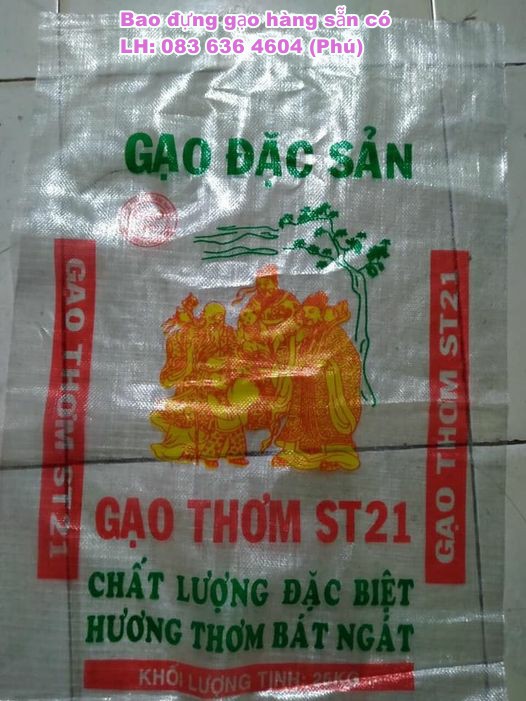 Bao đựng gạo hàng sẵn có
LH: 083 636 4604 (Phú)
GẠO ĐẶC SẢN
GẠO THƠM ST21
GẠO THƠM ST21
GẠO THƠM ST21
CHẤT LƯỢNG ĐẶC BIỆT
HƯƠNG THƠM BÁT NGÁT
KHỐI LƯỢNG TỊNH: